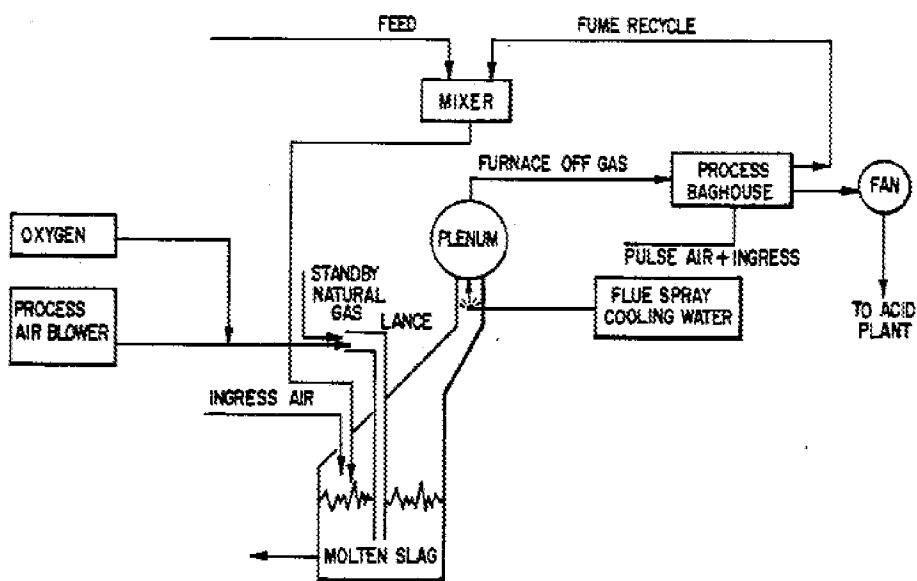 FEED
FUME RECYCLE
MIXER
FURNACE OFF GAS
PROCESS
BAGHOUSE
FAN
PLENUM
OXYGEN
PULSE AIR + INGRESS
STANDBY
NATURAL
GAS
FLUE SPRAY
COOLING WATER
TO ACID
PLANT
PROCESS
AIR BLOWER
LANCE
INGRESS AIR
MOLTEN SLAG